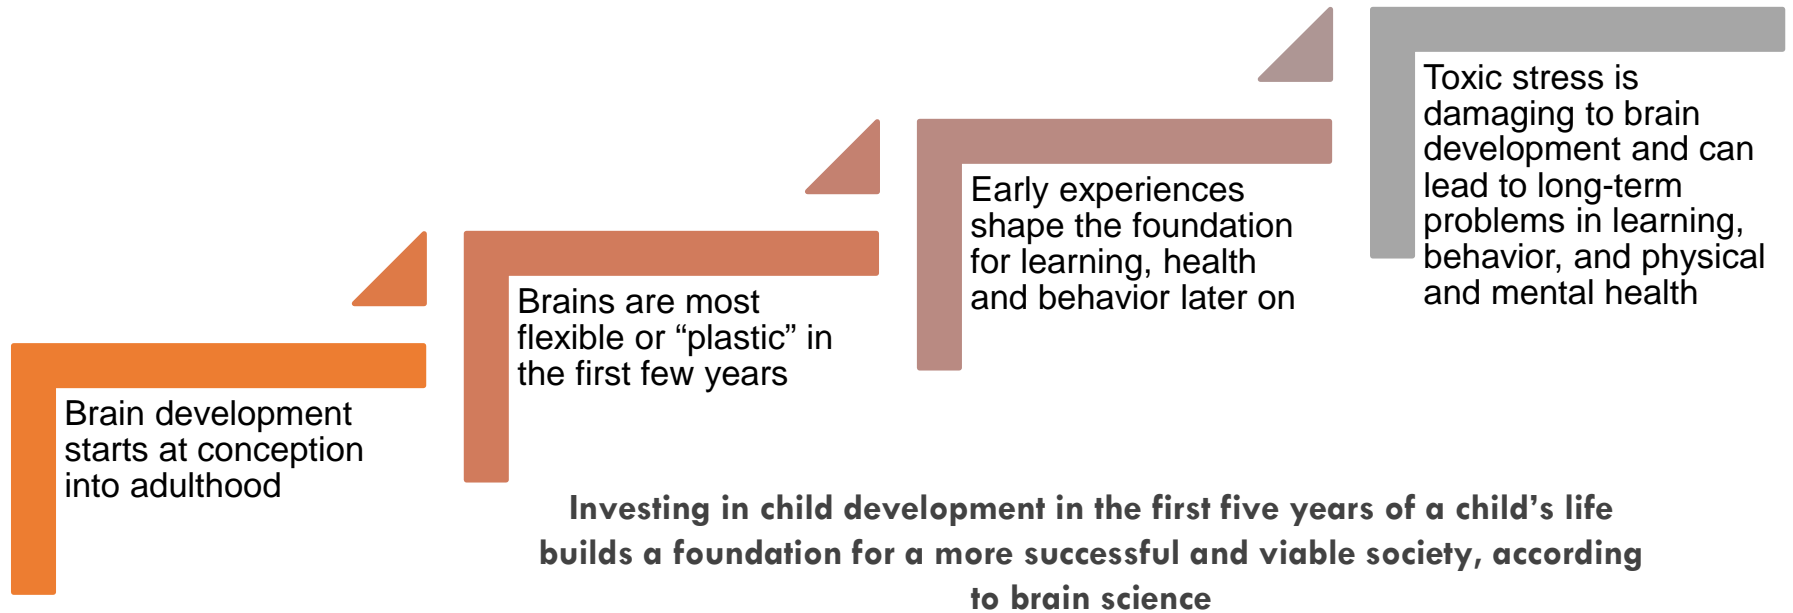 Brain development
starts at conception
into adulthood
Brains are most
flexible or “plastic” in
the first few years
Early experiences
shape the foundation
for learning, health
and behavior later on
Toxic stress is
damaging to brain
development and can
lead to long-term
problems in learning,
behavior, and physical
and mental health
Investing in child development in the first five years of a child’s life
builds a foundation for a more successful and viable society, according
to brain science